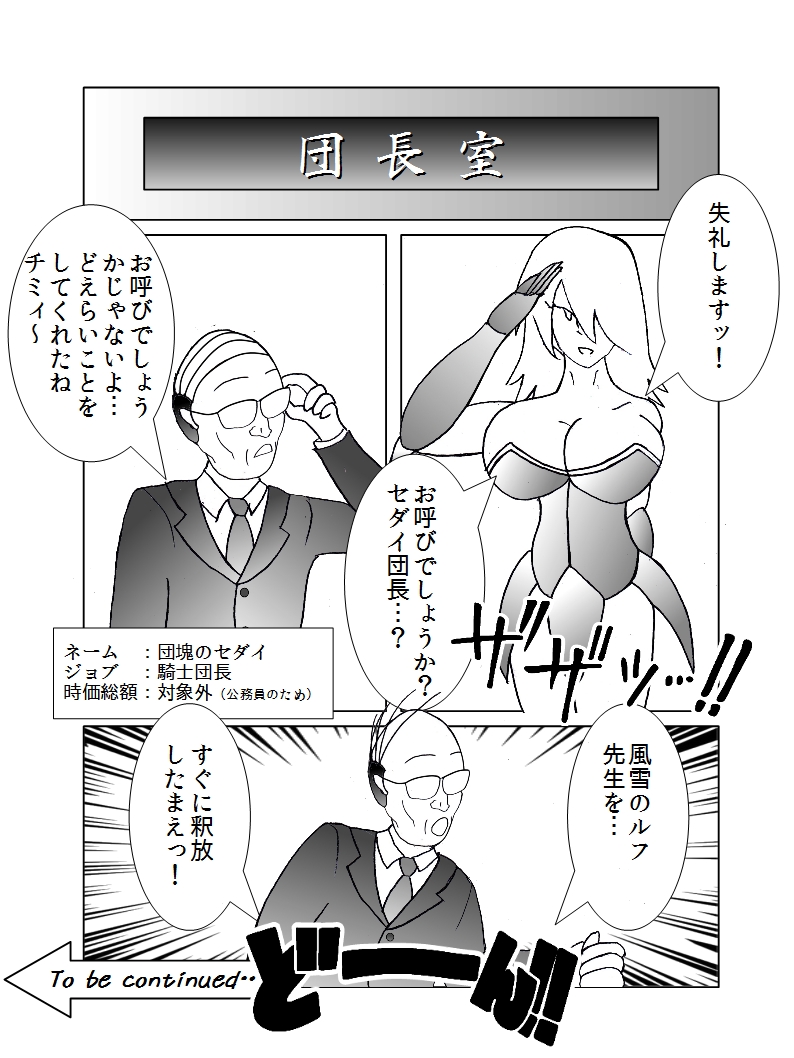 団長室
失礼しますッ！
お呼びでしょうか？
セダイ団長…？
ザザッ…!!
お呼びでしょう
かじゃないよ…
どえらいことを
してくれたね
チミィ～
ネーム　：団塊のセダイ
ジョブ　：騎士団長
時価総額：対象外（公務員のため）
風雪のルフ
先生を…
すぐに釈放
したまえっ！
どーん!!
To be continued…